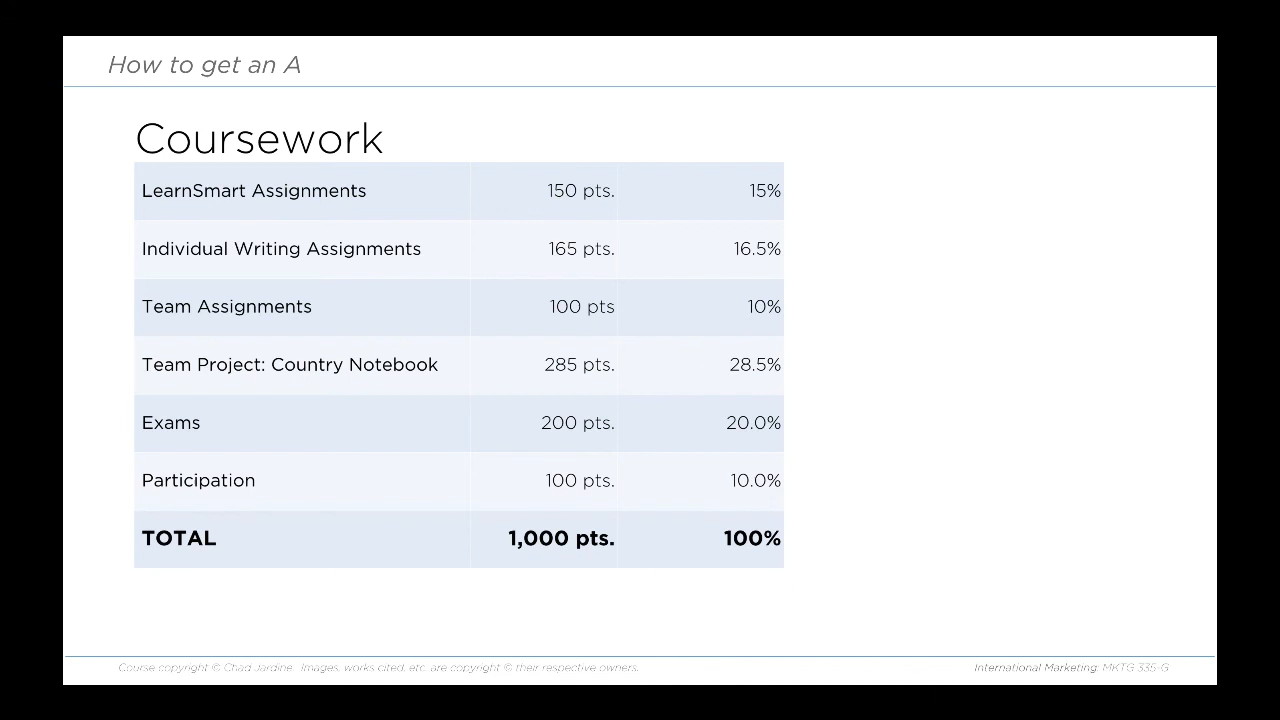 How to get an A
Coursework
LearnSmart Assignments 150 pts. 15%
Individual Writing Assignments 165 pts. 16.5%
Team Assignments 100 pts 10%
Team Project: Country Notebook 285 pts. 28.5%
Exams 200 pts. 20.0%
Participation 100 pts. 10.0%
TOTAL 1,000 pts. 100%
Course copyright © Chad Jardine. Images, works cited, etc. are copyright © their respective owners. International Marketing: MKTG 335-G